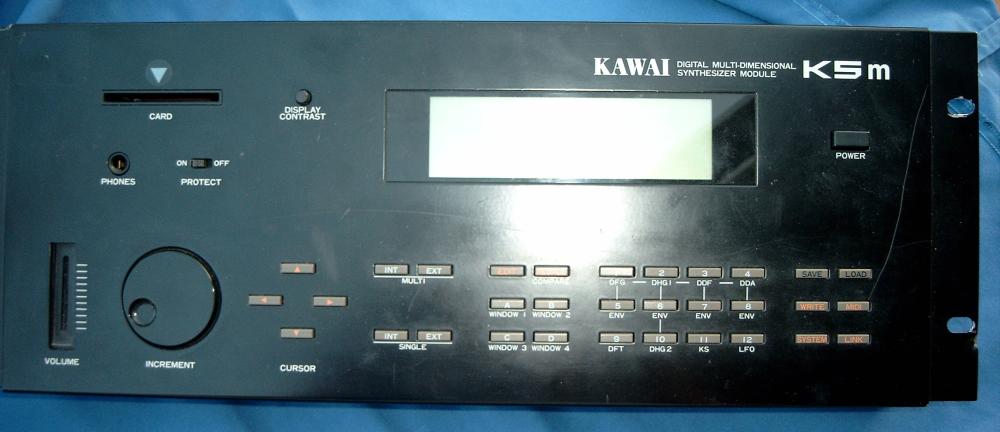 KAWAI DIGITAL MULTI-DIMENSIONAL SYNTHESIZER MODULE K5m
CARD
DISPLAY CONTRAST
POWER
PHONES
ON OFF
PROTECT
VOLUME
INCREMENT
CURSOR
INT EXT
MULTI
INT EXT
SINGLE
EDIT
COMPARE
A B
WINDOW 1 WINDOW 2
C D
WINDOW 3 WINDOW 4
2 3 4
DFG DHG1 DDF DDA
5 6 7 8
ENV ENV ENV ENV
9 10 11 12
DFT DHG2 KS LFO
SAVE LOAD
WRITE MIDI
SYSTEM LINK